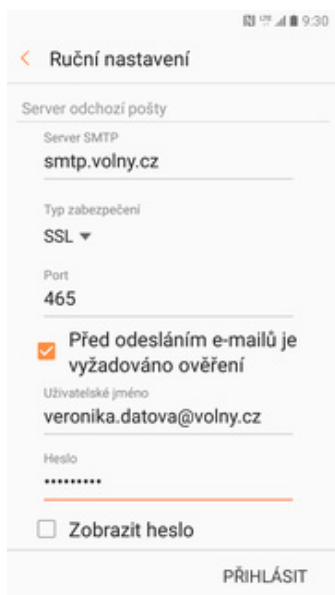 9:30
Ruční nastavení
Server odchozí pošty
Server SMTP
smtp.volny.cz
Typ zabezpečení
SSL
Port
465
Před odesláním e-mailů je
vyžadováno ověření
Uživatelské jméno
veronika.datova@volny.cz
Heslo
•••••••••
Zobrazit heslo
PŘIHLÁSIT